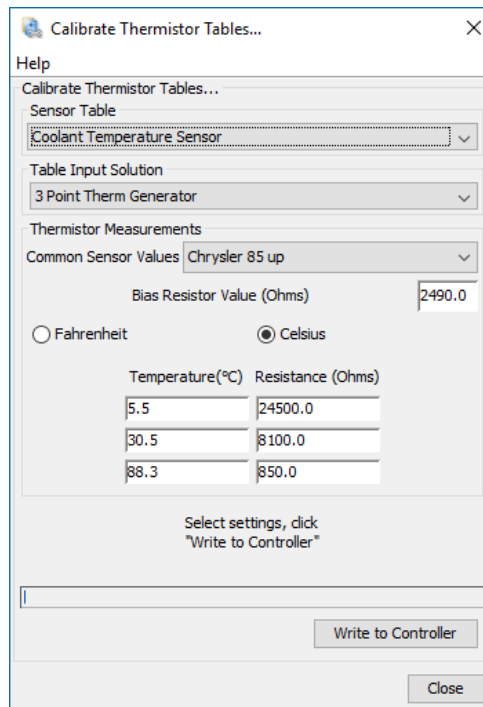 Calibrate Thermistor Tables...
Help
Calibrate Thermistor Tables...
Sensor Table
Coolant Temperature Sensor
Table Input Solution
3 Point Therm Generator
Thermistor Measurements
Common Sensor Values Chrysler 85 up
Bias Resistor Value (Ohms) 2490.0
Fahrenheit Celsius
Temperature(°C) Resistance (Ohms)
5.5 24500.0
30.5 8100.0
88.3 850.0
Select settings, click
"Write to Controller"
Write to Controller
Close